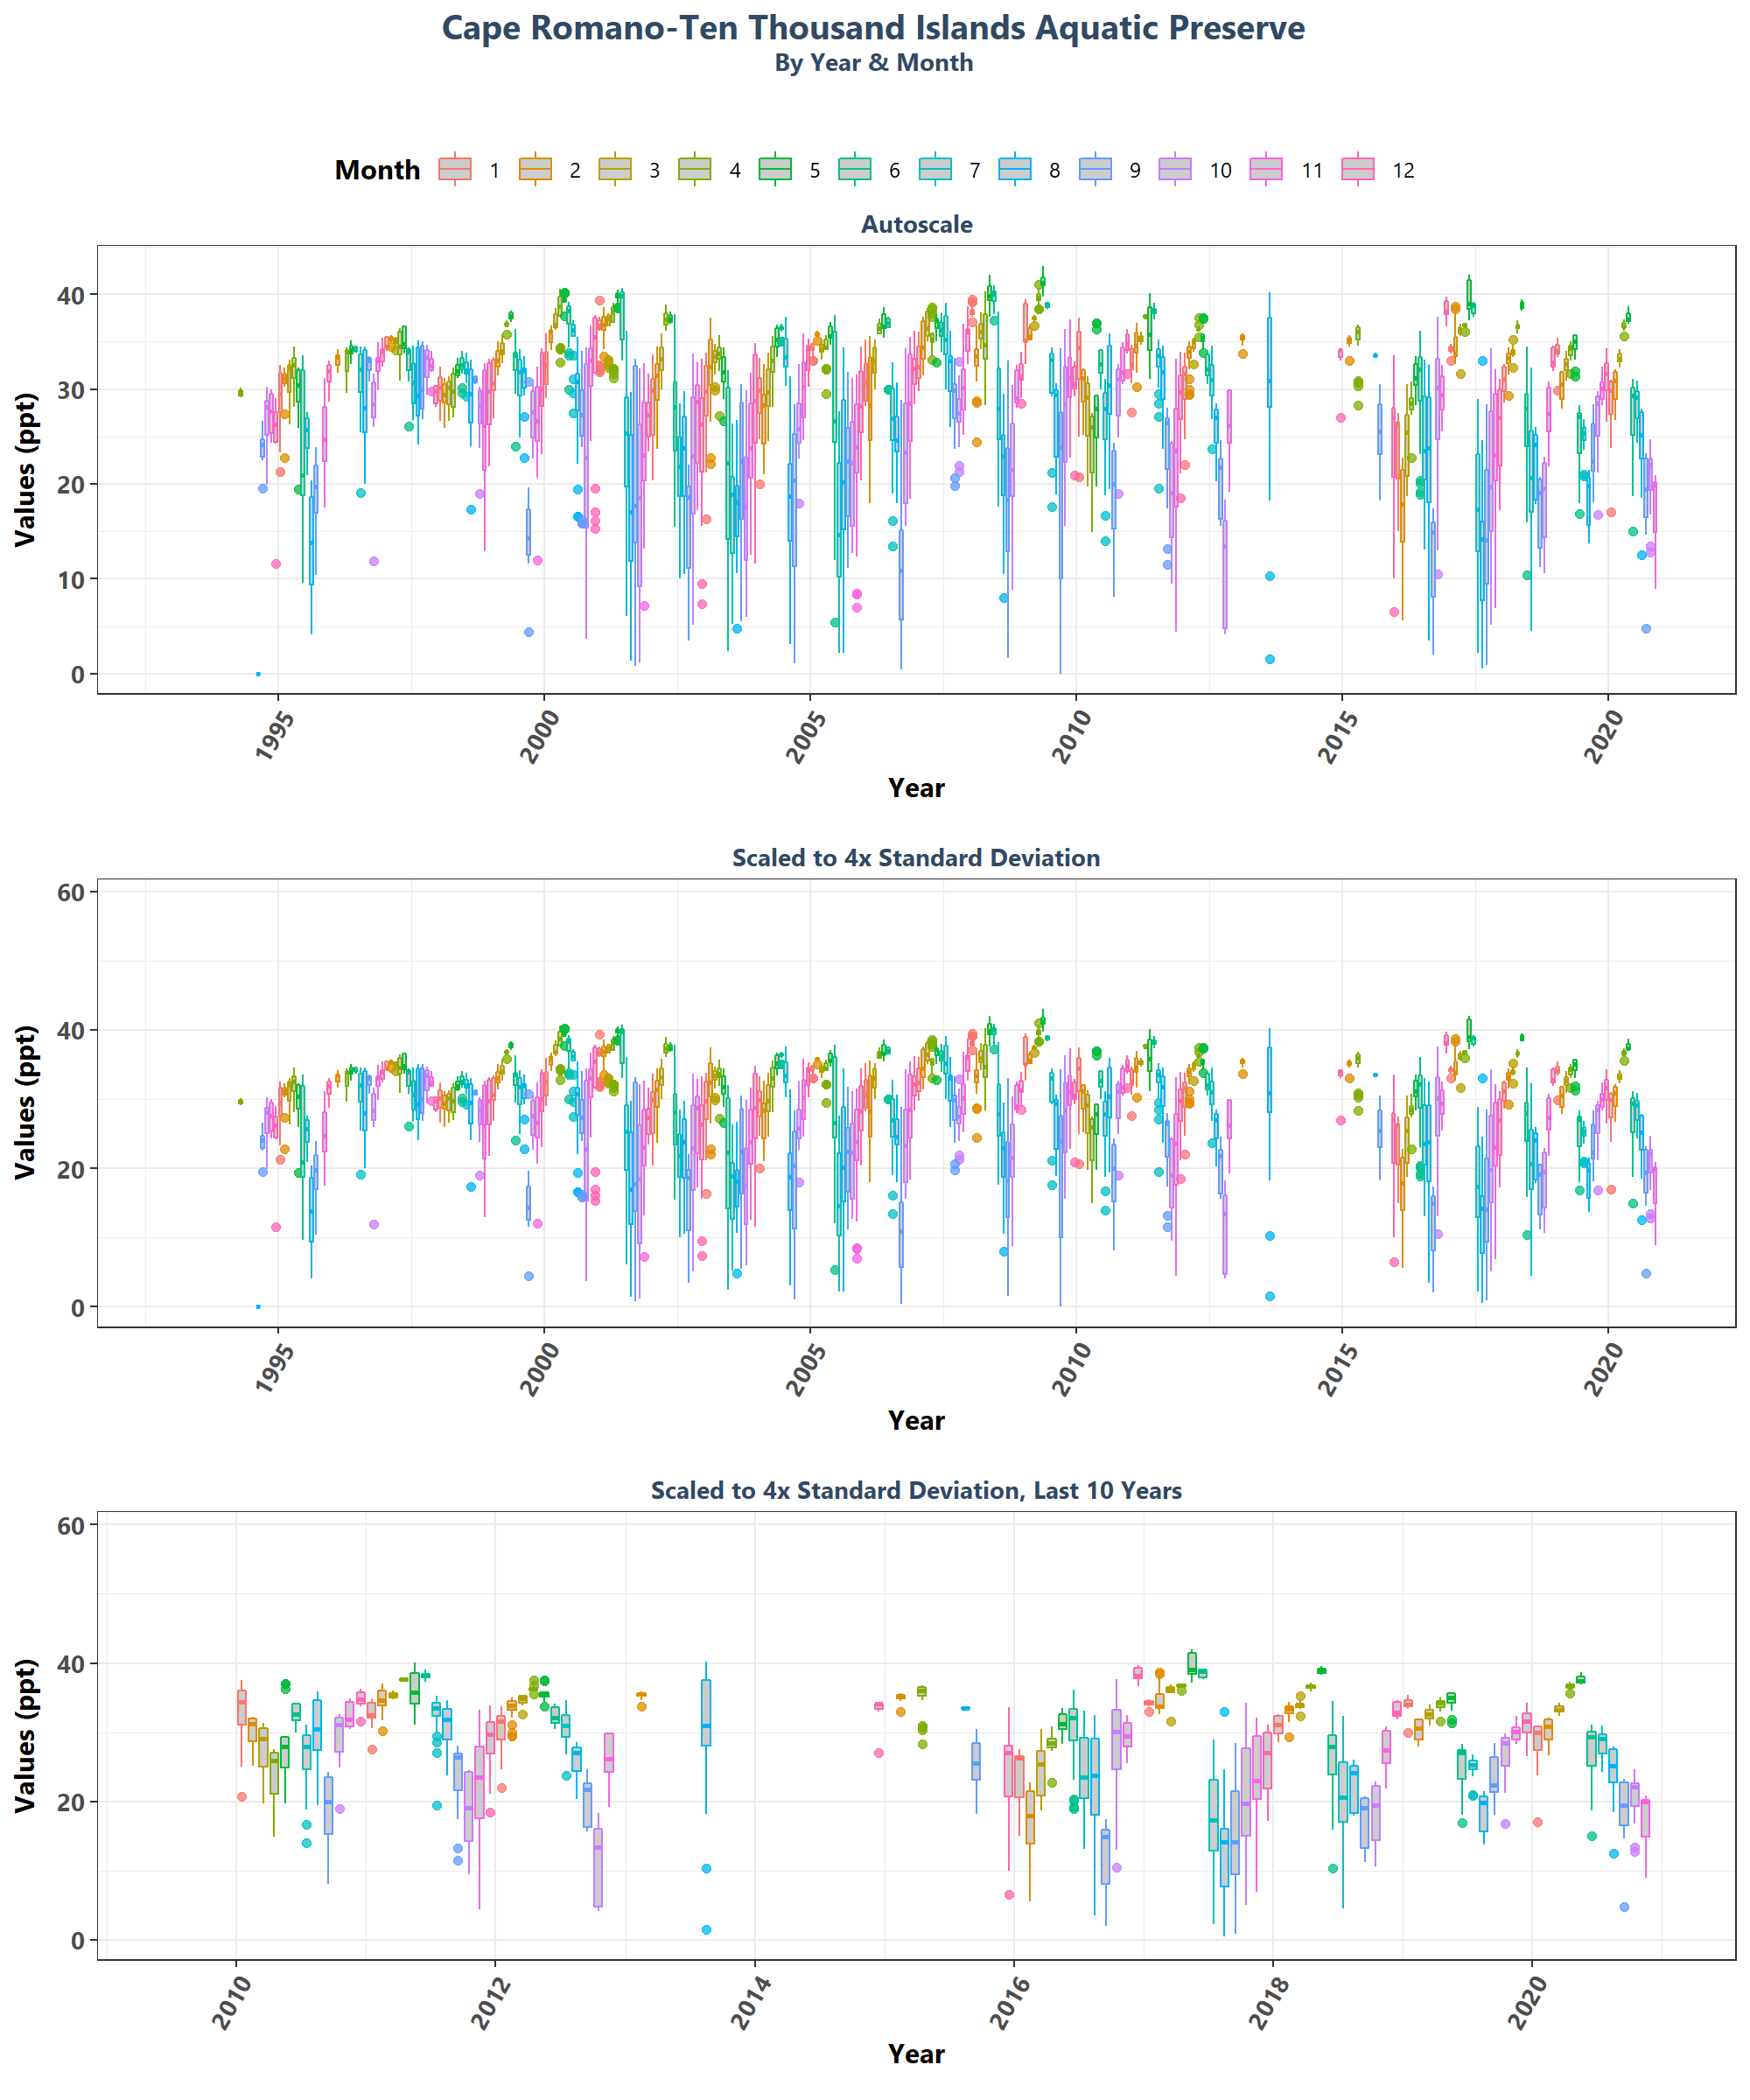 Cape Romano-Ten Thousand Islands Aquatic Preserve
By Year & Month
Month 1 2 3 4 5 6 7 8 9 10 11 12
Autoscale
Values (ppt)
40
30
20
10
0
1995 2000 2005 2010 2015 2020
Year
Scaled to 4x Standard Deviation
Values (ppt)
60
40
20
0
1995 2000 2005 2010 2015 2020
Year
Scaled to 4x Standard Deviation, Last 10 Years
Values (ppt)
60
40
20
0
2010 2012 2014 2016 2018 2020
Year